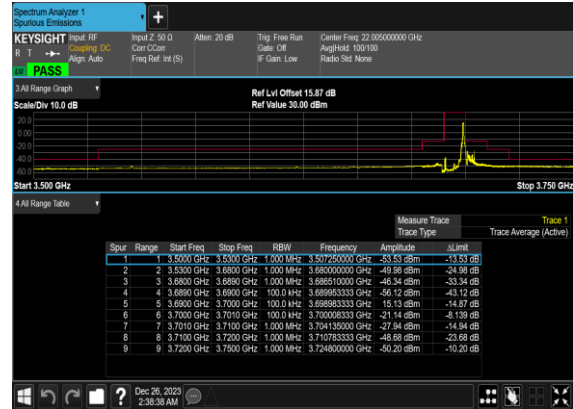 Spectrum Analyzer 1
Spurious Emissions
+
KEYSIGHT Input: RF Input Z: 50 Ω Atten: 20 dB Trig: Free Run Center Freq: 22.005000000 GHz
R T Coupling: DC Corr CCorr Gate: Off Avg|Hold: 100/100
Align: Auto Freq Ref: Int (S) IF Gain: Low Radio Std: None
PASS
3 All Range Graph Ref Lvl Offset 15.87 dB
Scale/Div 10.0 dB Ref Value 30.00 dBm
20.0
0.00
-20.0
-40.0
-60.0
Start 3.500 GHz Stop 3.750 GHz
4 All Range Table
Measure Trace Trace 1
Trace Type Trace Average (Active)
Spur Range Start Freq Stop Freq RBW Frequency Amplitude ΔLimit
1 1 3.5000 GHz 3.5300 GHz 1.000 MHz 3.507250000 GHz -53.53 dBm -13.53 dB
2 2 3.5300 GHz 3.6800 GHz 1.000 MHz 3.680000000 GHz -49.98 dBm -24.98 dB
3 3 3.6800 GHz 3.6890 GHz 1.000 MHz 3.686510000 GHz -46.34 dBm -33.34 dB
4 4 3.6890 GHz 3.6900 GHz 100.0 kHz 3.689953333 GHz -56.12 dBm -43.12 dB
5 5 3.6900 GHz 3.7000 GHz 100.0 kHz 3.698983333 GHz 15.13 dBm -14.87 dB
6 6 3.7000 GHz 3.7010 GHz 100.0 kHz 3.700008333 GHz -21.14 dBm -8.139 dB
7 7 3.7010 GHz 3.7100 GHz 1.000 MHz 3.704135000 GHz -27.94 dBm -14.94 dB
8 8 3.7100 GHz 3.7200 GHz 1.000 MHz 3.710783333 GHz -48.68 dBm -23.68 dB
9 9 3.7200 GHz 3.7500 GHz 1.000 MHz 3.724800000 GHz -50.20 dBm -10.20 dB
? Dec 26, 2023
2:38:38 AM